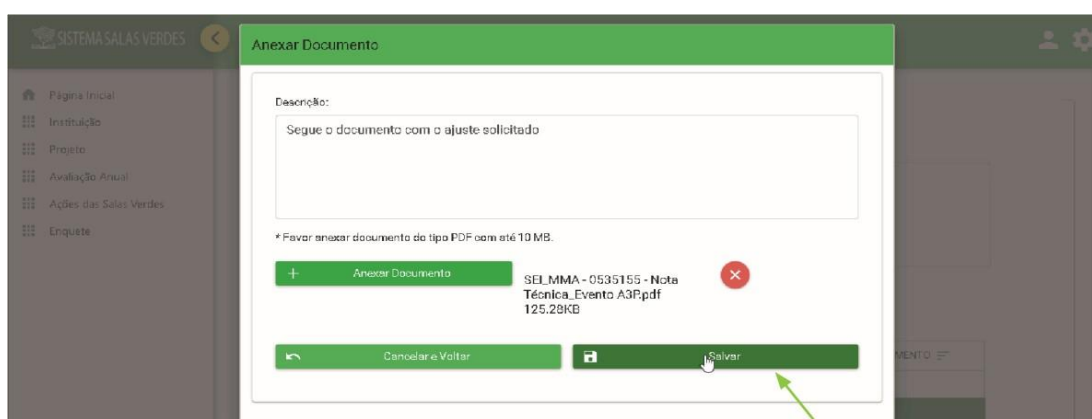 SISTEMA SALAS VERDES
Anexar Documento
Página Inicial
Instituição
Projeto
Avaliação Anual
Ações das Salas Verdes
Enquete
Descrição:
Segue o documento com o ajuste solicitado
* Favor anexar documento do tipo PDF com até 10 MB.
Anexar Documento
SEI_MMA - 0535155 - Nota
Técnica_Evento A3P.pdf
125.28KB
Cancelar e Voltar
Salvar
MENTO